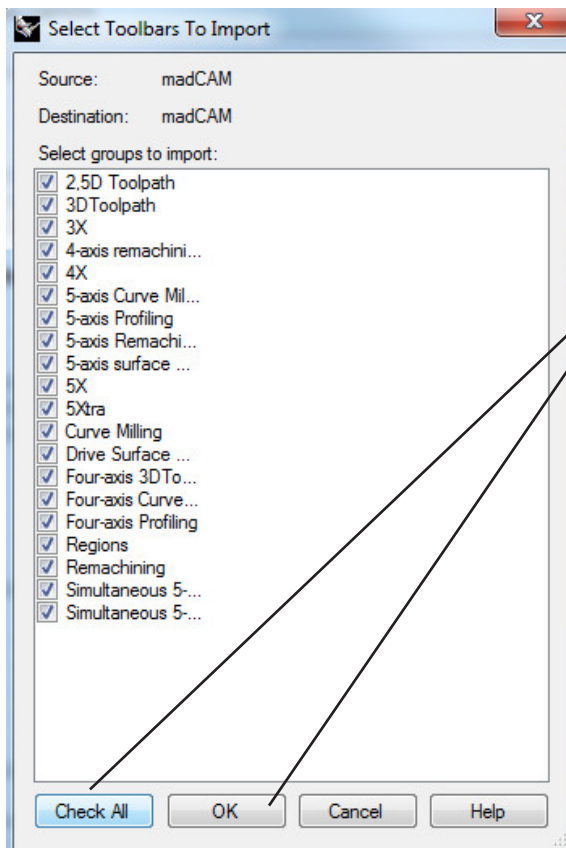 Select Toolbars To Import
x
Source: madCAM
Destination: madCAM
Select groups to import:
2,5D Toolpath
3DToolpath
3X
4-axis remachini...
4X
5-axis Curve Mil...
5-axis Profiling
5-axis Remachi...
5-axis surface ...
5X
5Xtra
Curve Milling
Drive Surface ...
Four-axis 3DTo...
Four-axis Curve...
Four-axis Profiling
Regions
Remachining
Simultaneous 5-...
Simultaneous 5-...
Check All OK Cancel Help